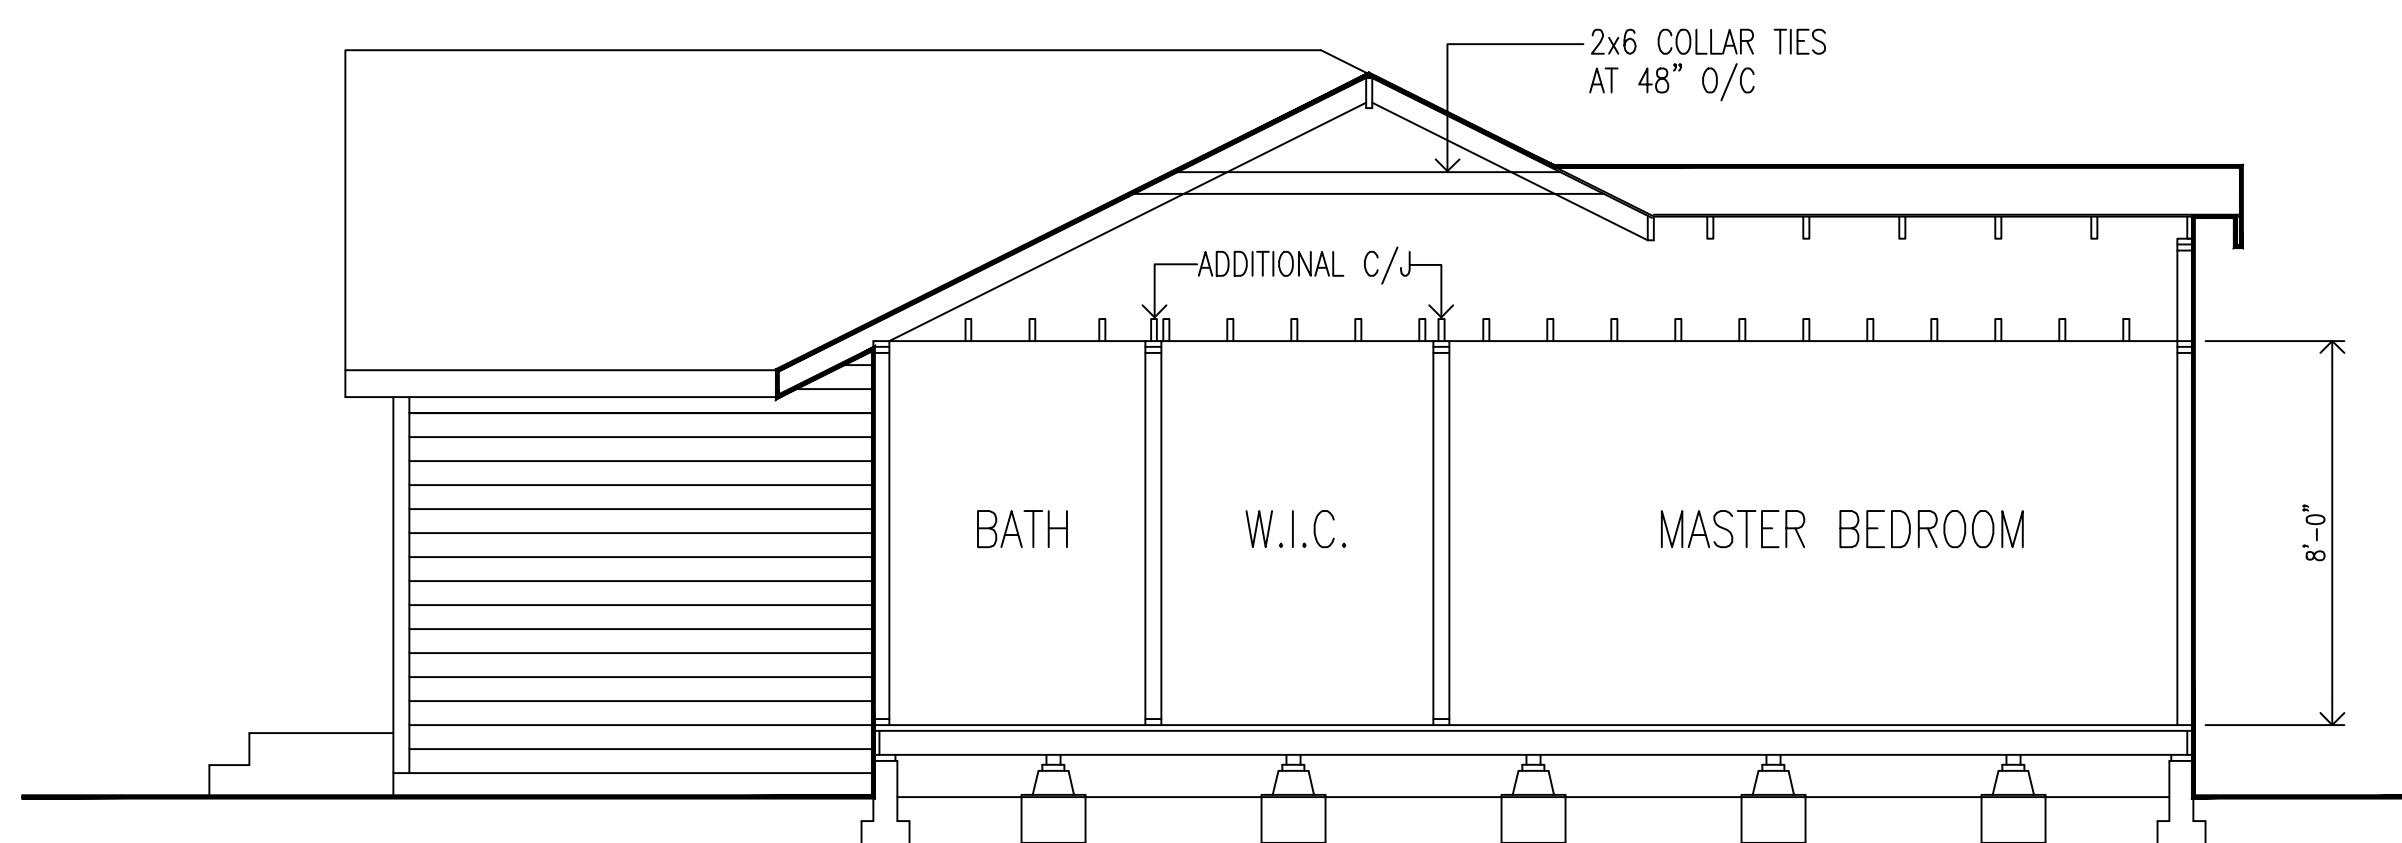 2x6 COLLAR TIES
AT 48" O/C
ADDITIONAL C/J
BATH
W.I.C.
MASTER BEDROOM
8'-0"